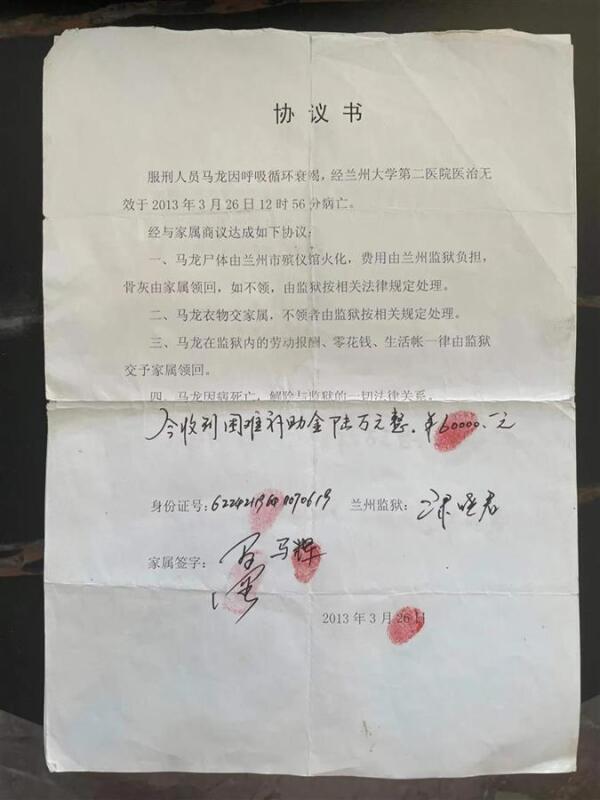 协议书
服刑人员马龙因呼吸循环衰竭，经兰州大学第二医院医治无
效于2013年3月26日12时56分病亡。
经与家属商议达成如下协议：
一、马龙尸体由兰州市殡仪馆火化，费用由兰州监狱负担，
骨灰由家属领回，如不领，由监狱按相关法律规定处理。
二、马龙衣物交家属，不领者由监狱按相关规定处理。
三、马龙在监狱内的劳动报酬、零花钱、生活帐一律由监狱
交予家属领回。
四、马龙因病死亡，解除与监狱的一切法律关系。
今收到困难补助金陆万元整。￥60000.一元
身份证号： 兰州监狱：
家属签字： 马辉
2013年3月26日